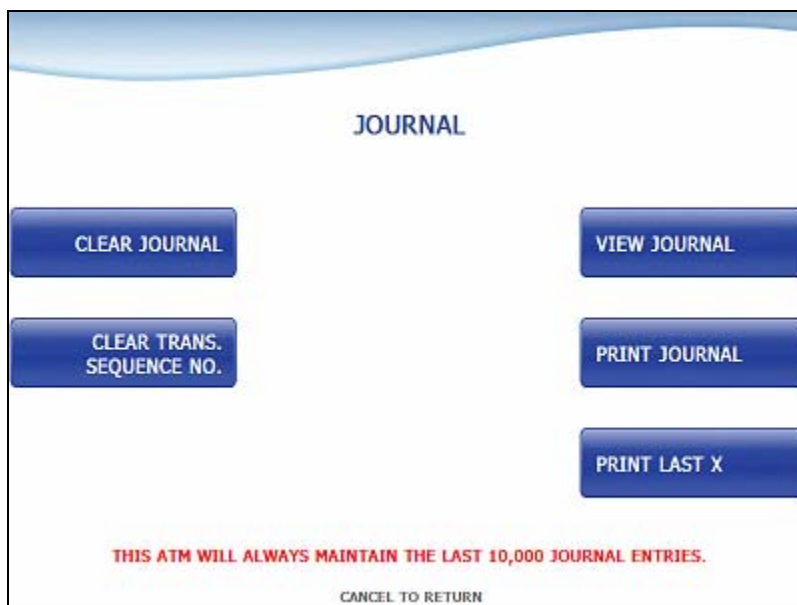 JOURNAL
CLEAR JOURNAL
VIEW JOURNAL
CLEAR TRANS.
SEQUENCE NO.
PRINT JOURNAL
PRINT LAST X
THIS ATM WILL ALWAYS MAINTAIN THE LAST 10,000 JOURNAL ENTRIES.
CANCEL TO RETURN